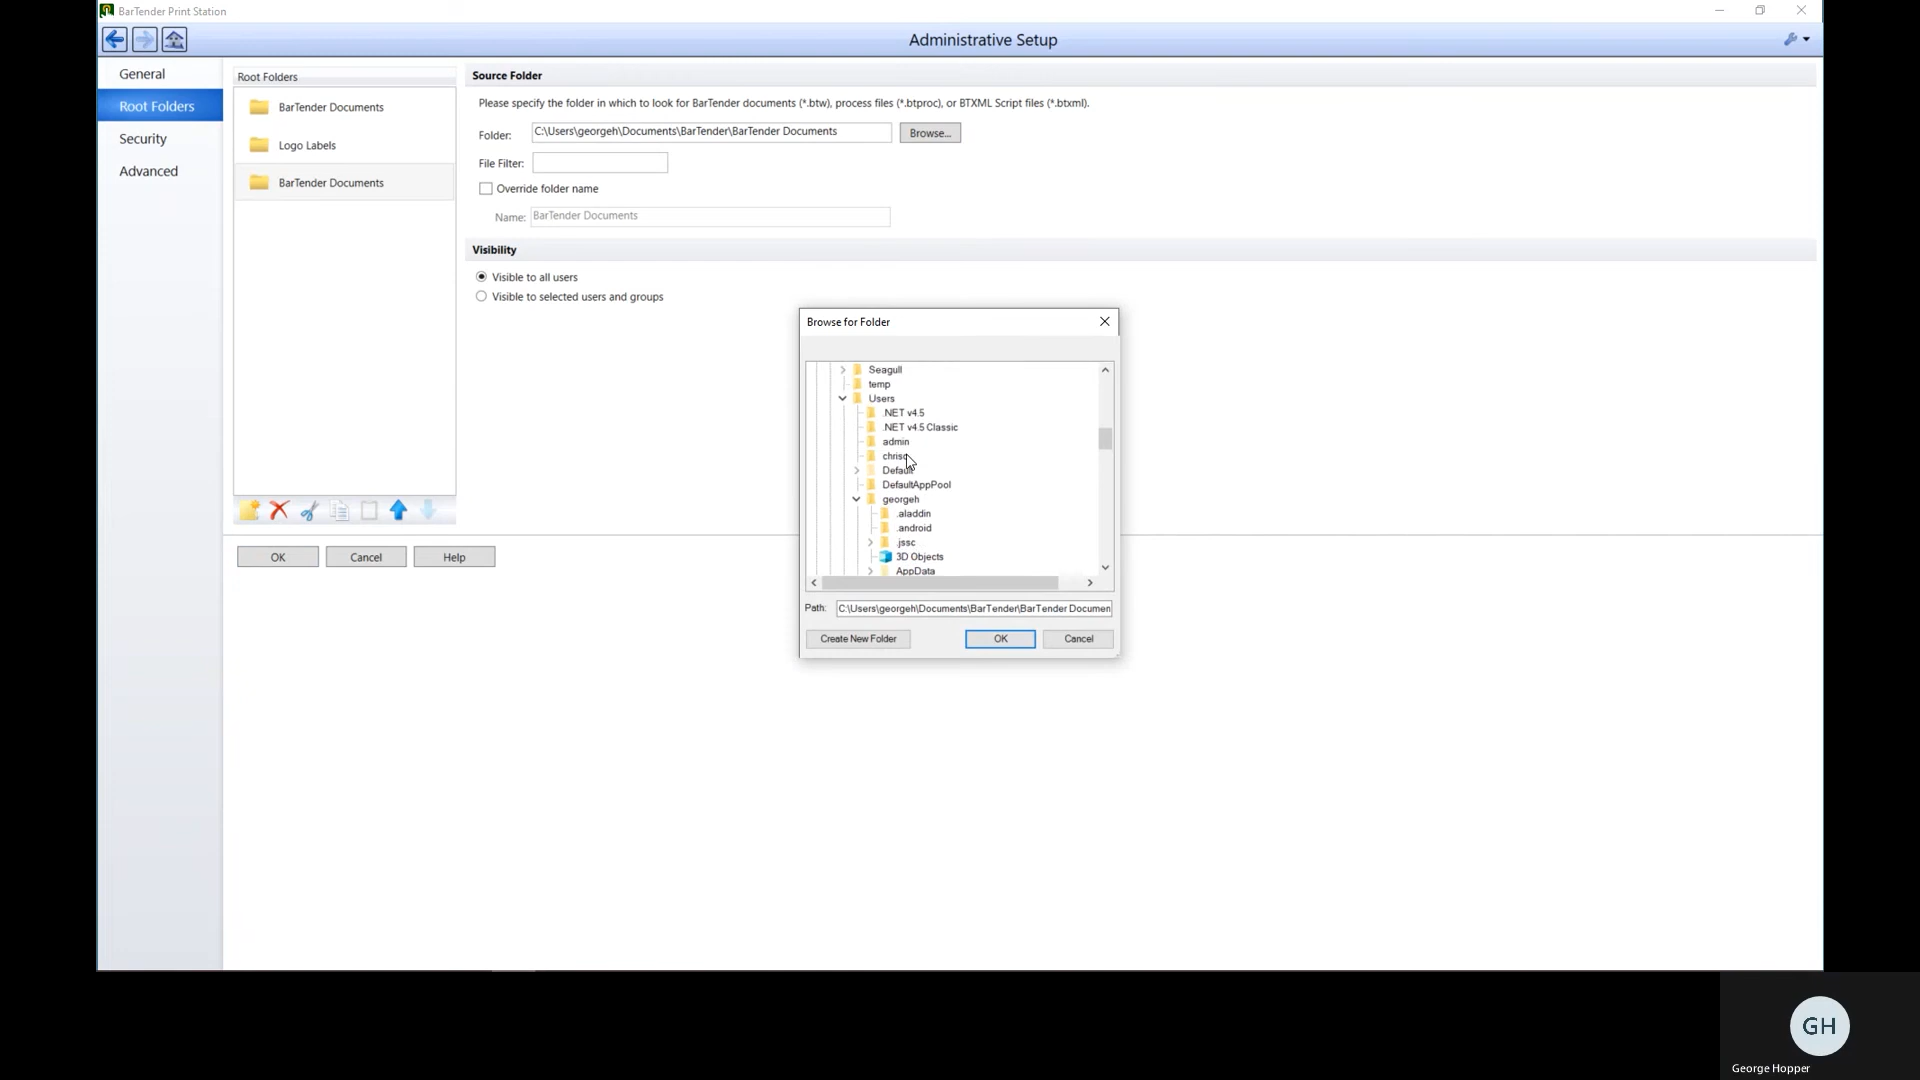 BarTender Print Station
Administrative Setup
General
Root Folders
Security
Advanced
Root Folders
BarTender Documents
Logo Labels
BarTender Documents
Source Folder
Please specify the folder in which to look for BarTender documents (*.btw), process files (*.btproc), or BTXML Script files (*.btxml).
Folder: C:\Users\georgeh\Documents\BarTender\BarTender Documents Browse...
File Filter:
Override folder name
Name: BarTender Documents
Visibility
Visible to all users
Visible to selected users and groups
Browse for Folder
Seagull
temp
Users
.NET v4.5
.NET v4.5 Classic
admin
Default
DefaultAppPool
georgeh
.aladdin
.android
.jssc
3D Objects
AppData
Path: C:\Users\georgeh\Documents\BarTender\BarTender Documen
Create New Folder OK Cancel
OK Cancel Help
GH
George Hopper